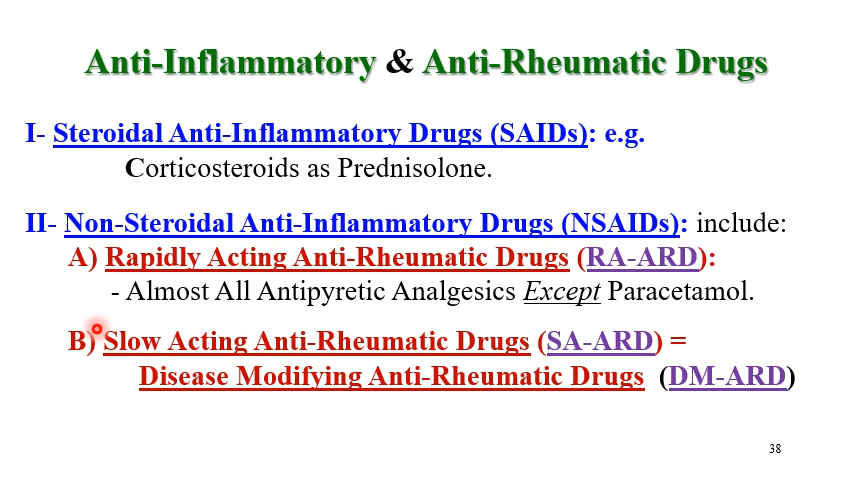 Anti-Inflammatory & Anti-Rheumatic Drugs
I- Steroidal Anti-Inflammatory Drugs (SAIDs): e.g.
Corticosteroids as Prednisolone.
II- Non-Steroidal Anti-Inflammatory Drugs (NSAIDs): include:
A) Rapidly Acting Anti-Rheumatic Drugs (RA-ARD):
- Almost All Antipyretic Analgesics Except Paracetamol.
B) Slow Acting Anti-Rheumatic Drugs (SA-ARD) =
Disease Modifying Anti-Rheumatic Drugs (DM-ARD)
38